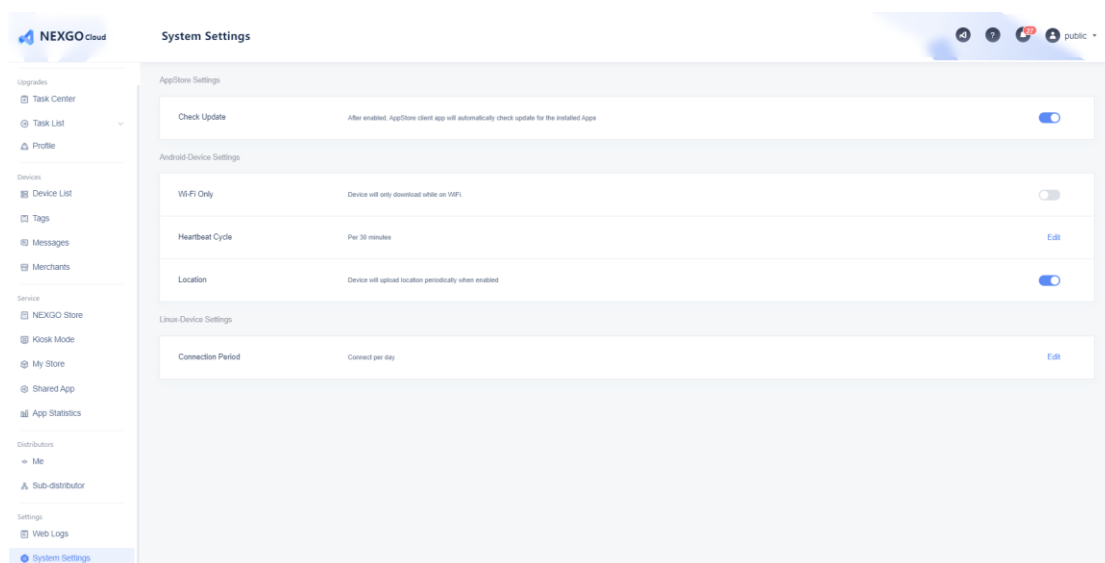 NEXGO Cloud
System Settings
?
27
public
Upgrades
Task Center
Task List
Profile
Devices
Device List
Tags
Messages
Merchants
Service
NEXGO Store
Kiosk Mode
My Store
Shared App
App Statistics
Distributors
Me
Sub-distributor
Settings
Web Logs
System Settings
AppStore Settings
Check Update
After enabled, AppStore client app will automatically check update for the installed Apps
Android-Device Settings
Wi-Fi Only
Device will only download while on WiFi.
Heartbeat Cycle
Per 30 minutes
Edit
Location
Device will upload location periodically when enabled
Linux-Device Settings
Connection Period
Connect per day
Edit